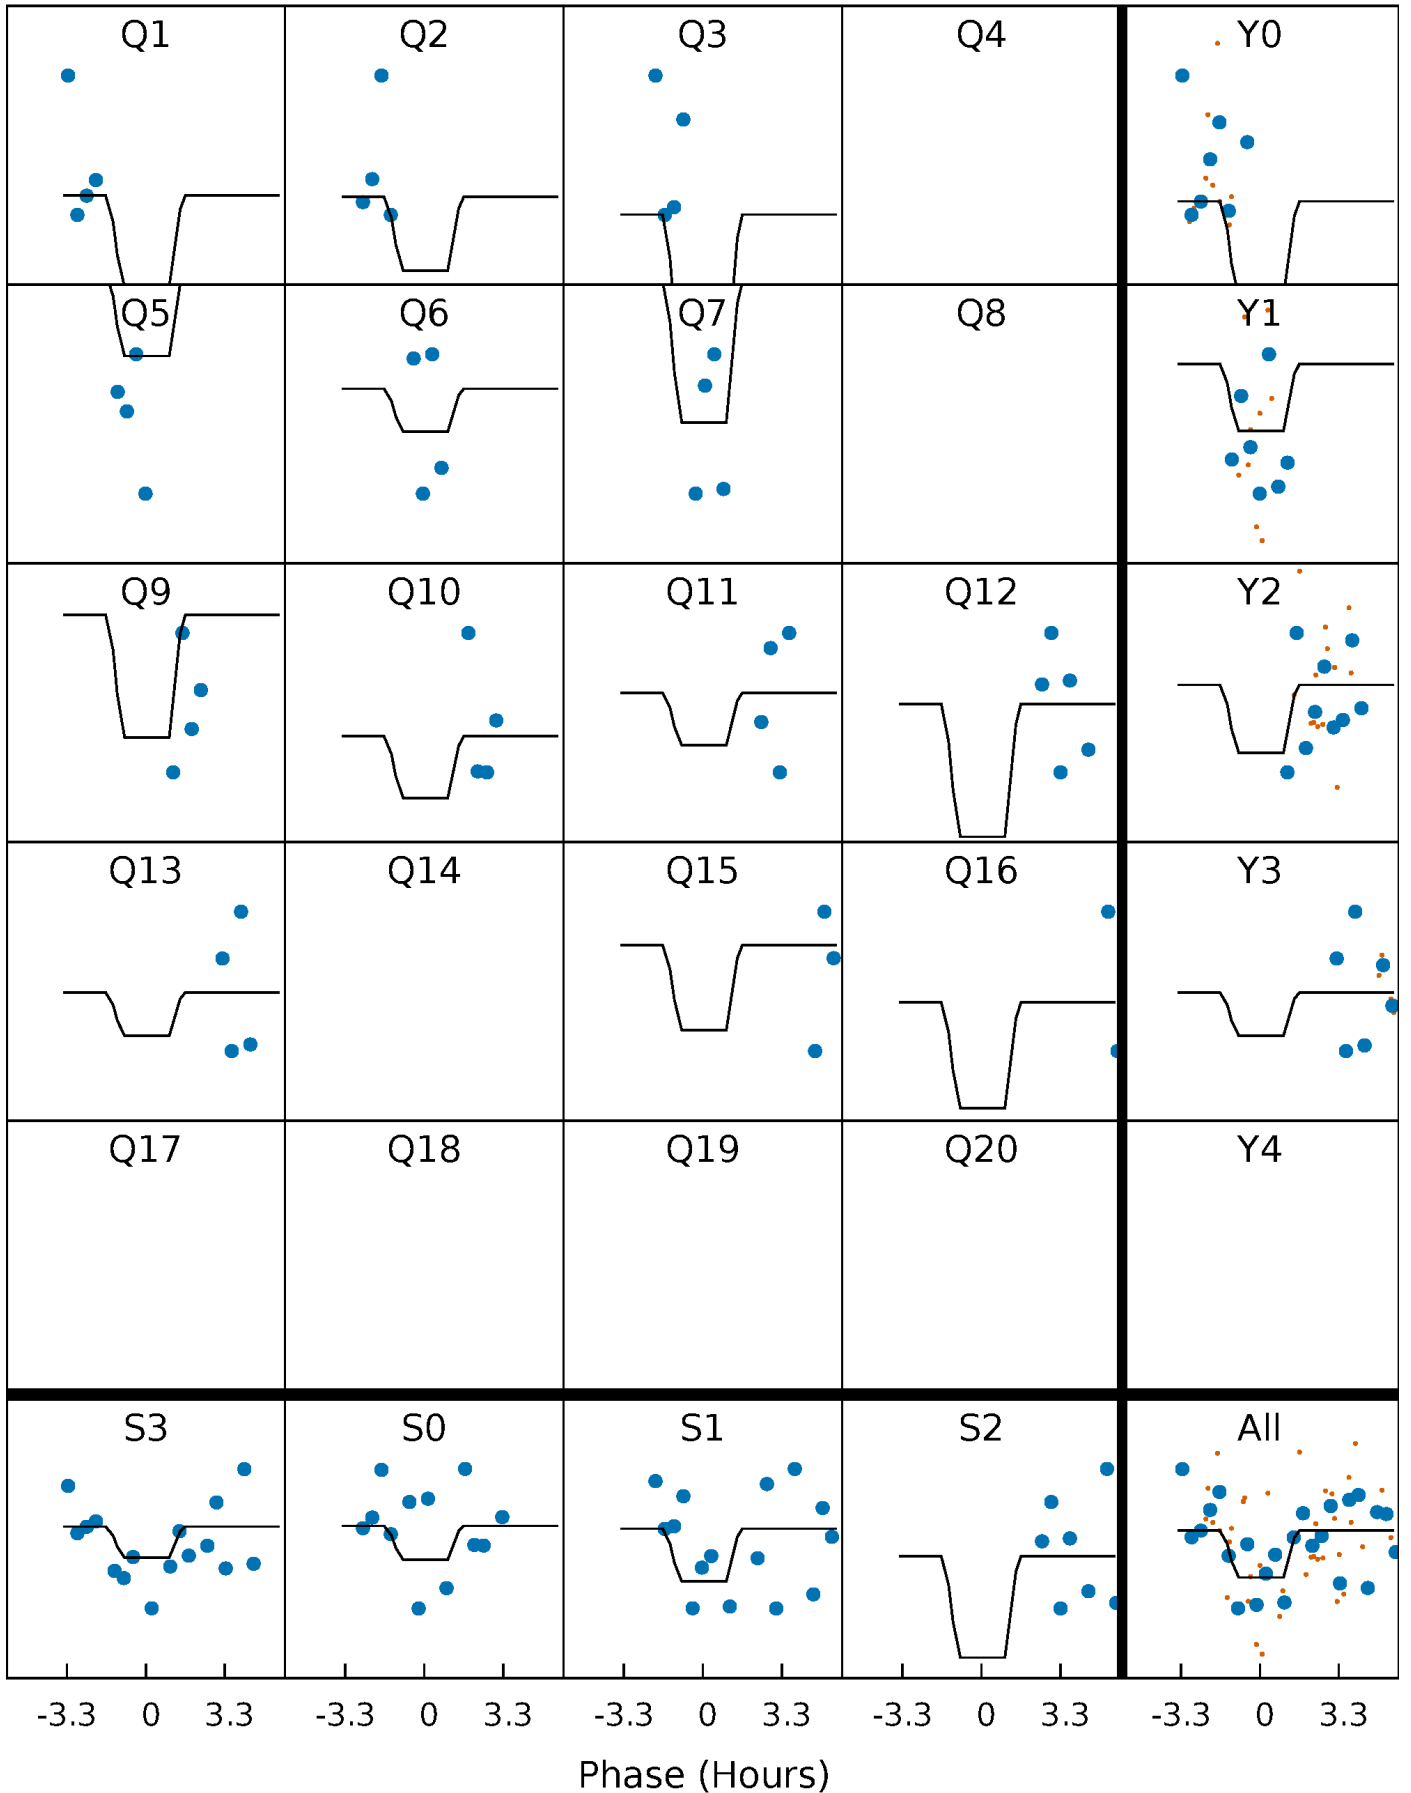 Q1 Q2 Q3 Q4 Y0
Q5 Q6 Q7 Q8 Y1
Q9 Q10 Q11 Q12 Y2
Q13 Q14 Q15 Q16 Y3
Q17 Q18 Q19 Q20 Y4
S3 S0 S1 S2 All
-3.3 0 3.3 -3.3 0 3.3 -3.3 0 3.3 -3.3 0 3.3 -3.3 0 3.3
Phase (Hours)